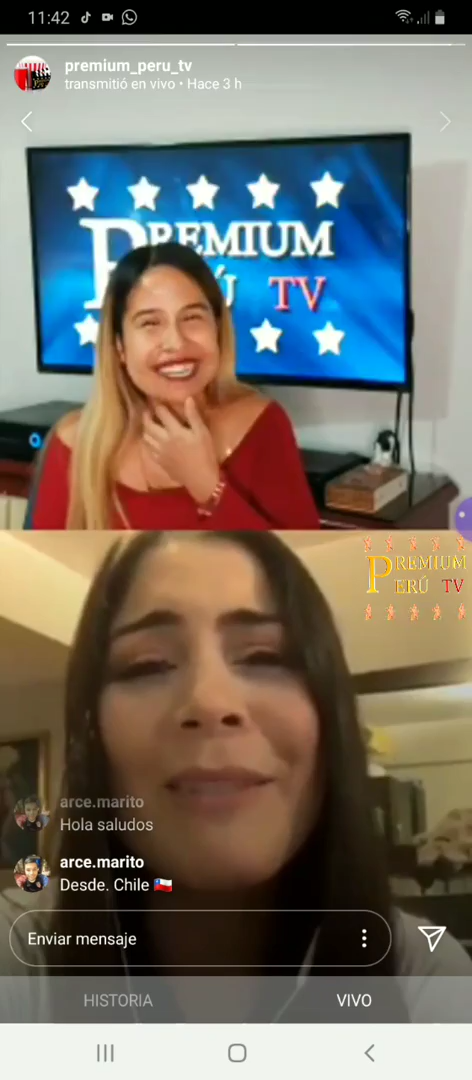 11:42
premium_peru_tv
transmitió en vivo • Hace 3 h
PREMIUM
PERÚ TV
PREMIUM
PERÚ TV
arce.marito
Hola saludos
arce.marito
Desde. Chile 🇨🇱
Enviar mensaje
HISTORIA VIVO